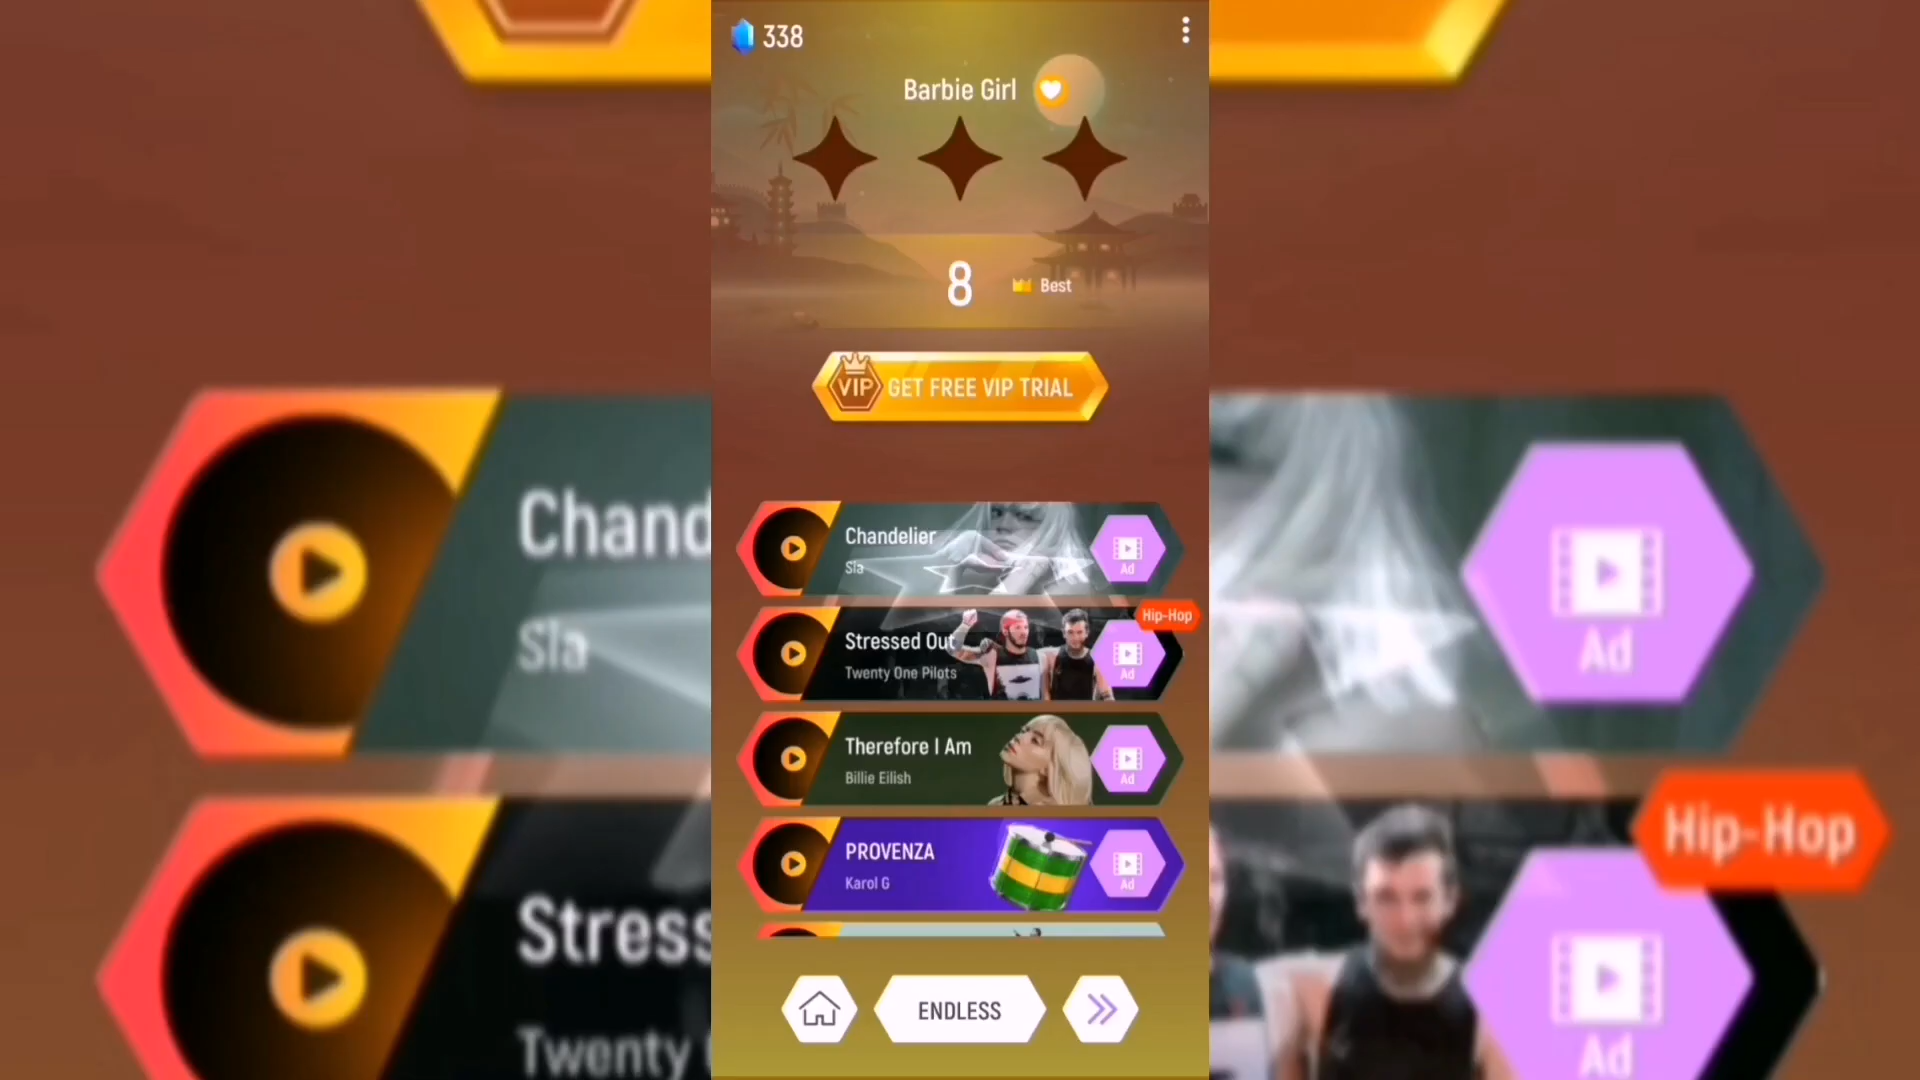 338
Barbie Girl
8
Best
VIP
GET FREE VIP TRIAL
Chandelier
Sia
Ad
Hip-Hop
Stressed Out
Twenty One Pilots
Ad
Therefore I Am
Billie Eilish
Ad
PROVENZA
Karol G
Ad
ENDLESS
Chand
Sia
Ad
Hip-Hop
Stress
Twenty
Ad